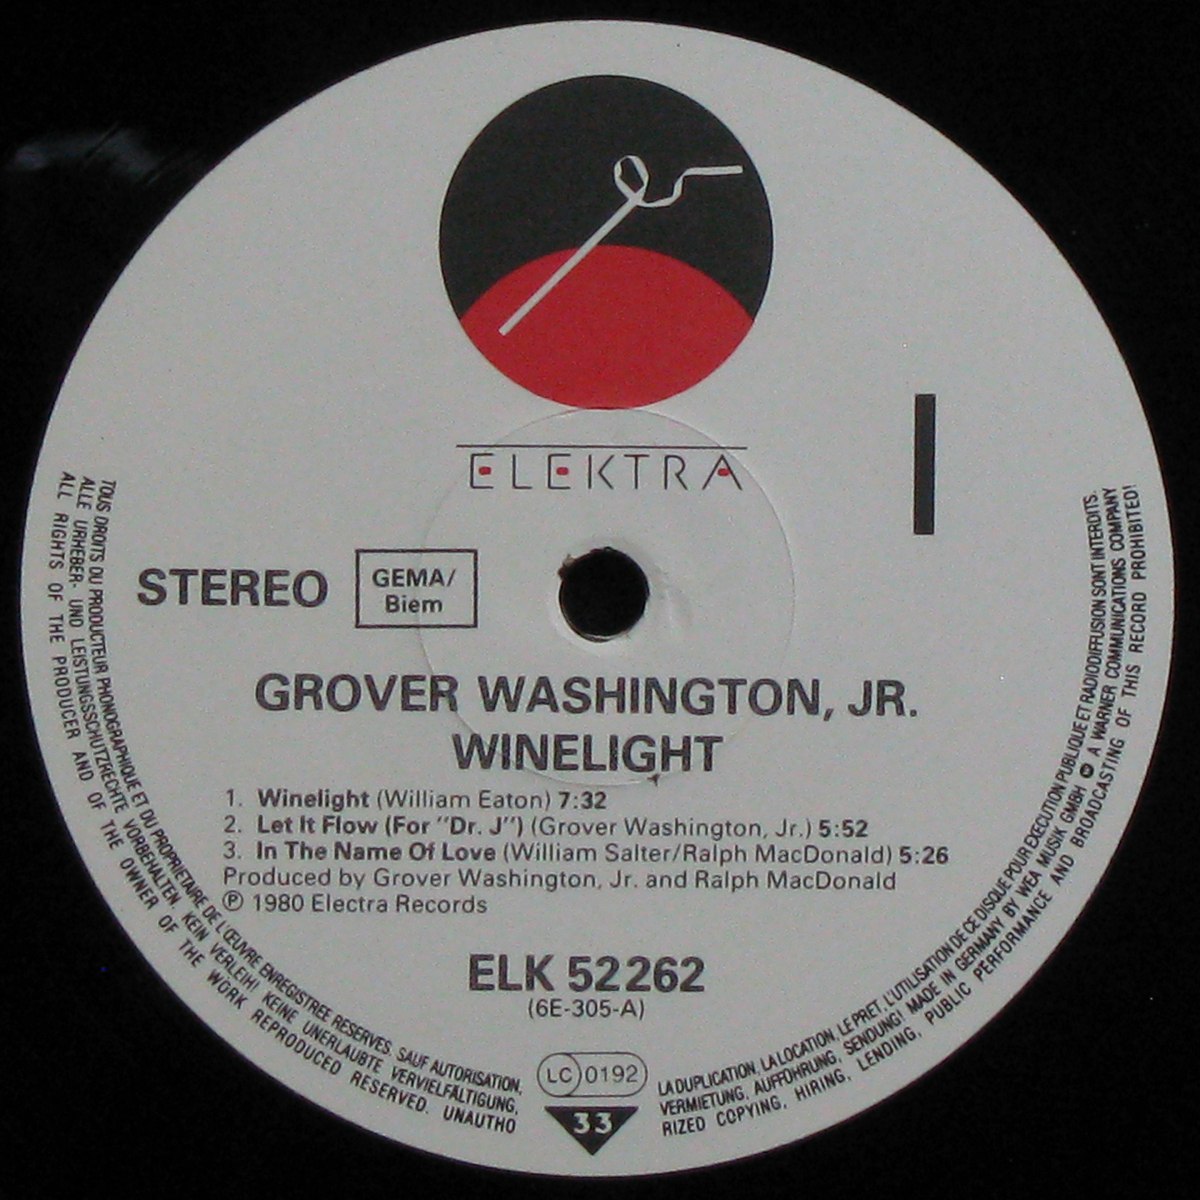 ELEKTRA
I
STEREO
GEMA/
Biem
GROVER WASHINGTON, JR.
WINELIGHT
1. Winelight (William Eaton) 7:32
2. Let It Flow (For "Dr. J") (Grover Washington, Jr.) 5:52
3. In The Name Of Love (William Salter/Ralph MacDonald) 5:26
Produced by Grover Washington, Jr. and Ralph MacDonald
℗ 1980 Electra Records
ELK 52262
(6E-305-A)
LC 0192
33
TOUS DROITS DU PRODUCTEUR PHONOGRAPHIQUE ET DU PROPRIETAIRE DE L'ŒUVRE ENREGISTREE RESERVES. SAUF AUTORISATION, LA DUPLICATION, LA LOCATION, LE PRET, L'UTILISATION DE CE DISQUE POUR EXECUTION PUBLIQUE ET RADIODIFFUSION SONT INTERDITS.
ALLE URHEBER- UND LEISTUNGSSCHUTZRECHTE VORBEHALTEN. KEIN VERLEIH! KEINE UNERLAUBTE VERVIELFÄLTIGUNG, VERMIETUNG, AUFFÜHRUNG, SENDUNG! MADE IN GERMANY BY WEA MUSIK GMBH A WARNER COMMUNICATIONS COMPANY
ALL RIGHTS OF THE PRODUCER AND OF THE OWNER OF THE WORK REPRODUCED RESERVED. UNAUTHORIZED COPYING, HIRING, LENDING, PUBLIC PERFORMANCE AND BROADCASTING OF THIS RECORD PROHIBITED!